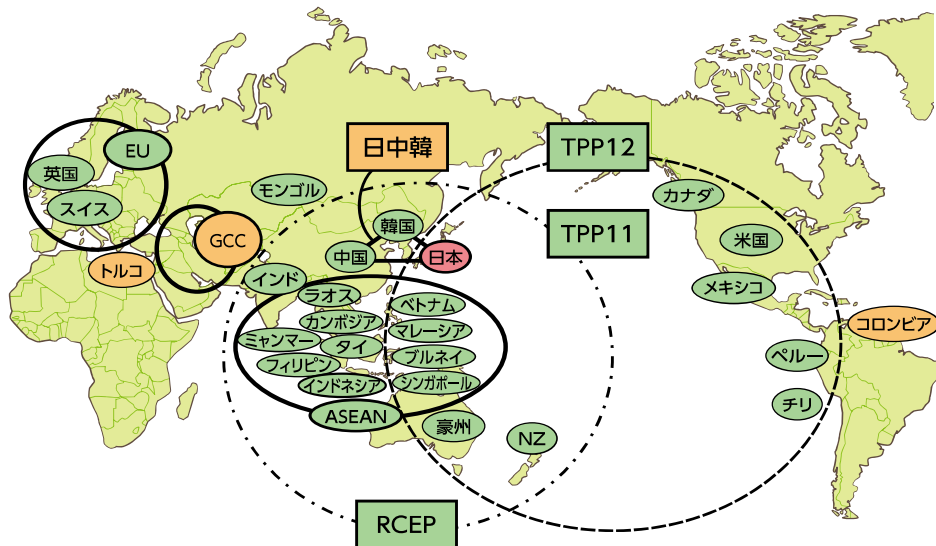 日中韓
TPP12
EU
英国
スイス
モンゴル
カナダ
韓国
TPP11
GCC
中国
日本
米国
トルコ
インド
ラオス
ベトナム
メキシコ
カンボジア
マレーシア
コロンビア
ミャンマー
タイ
ブルネイ
ペルー
フィリピン
インドネシア
シンガポール
チリ
ASEAN
豪州
NZ
RCEP